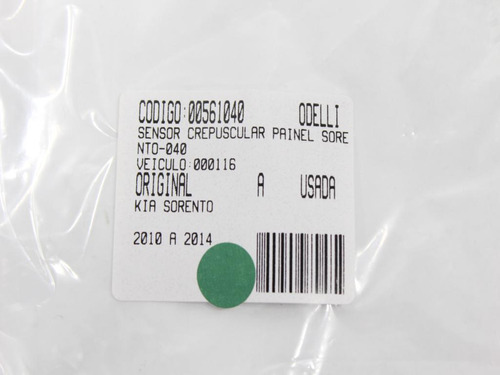 CODIGO:00561040 ODELLI
SENSOR CREPUSCULAR PAINEL SORE
NTO-040
VEICULO:000116
ORIGINAL A USADA
KIA SORENTO
2010 A 2014